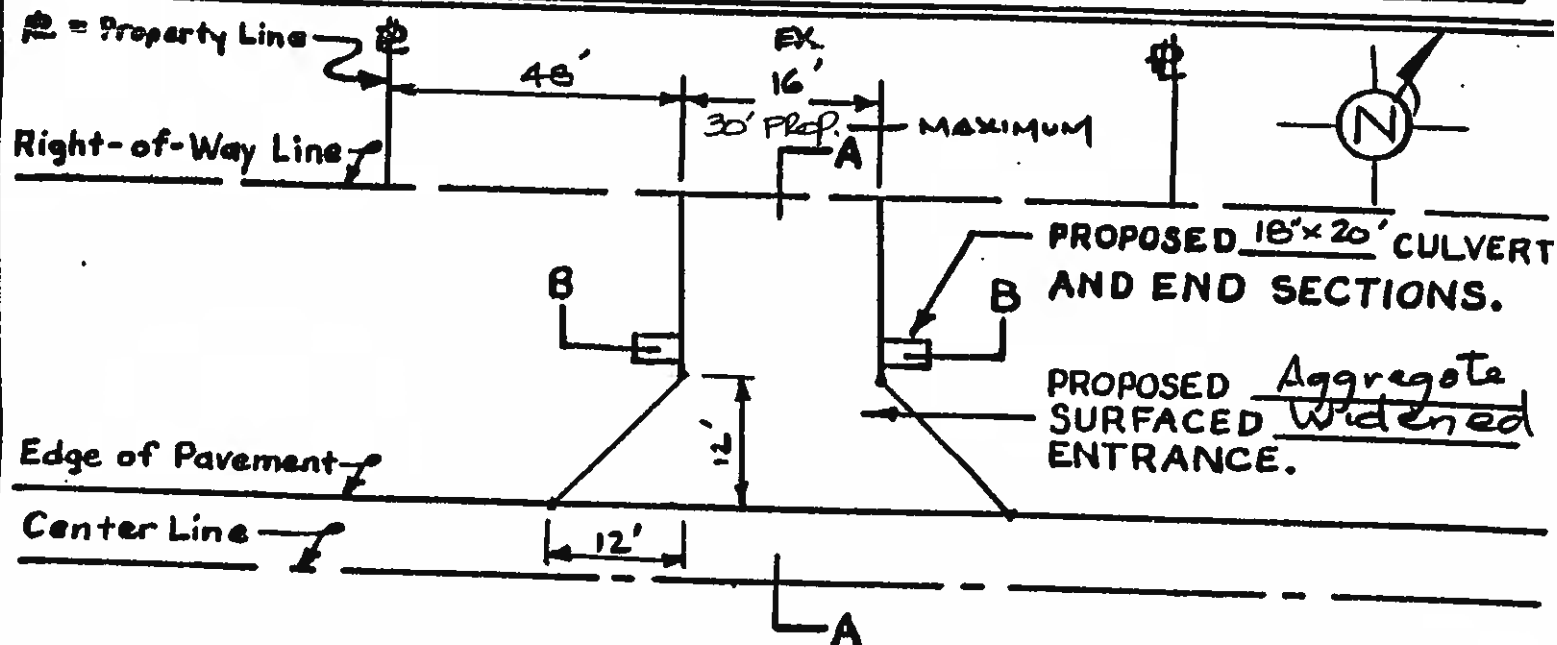 ℄ = Property Line
℄
48'
EX.
16'
30' PROP.
MAXIMUM
℄
N
Right-of-Way Line
A
PROPOSED 18"x 20' CULVERT
AND END SECTIONS.
B
B
PROPOSED Aggregate
SURFACED Widened
ENTRANCE.
12'
Edge of Pavement
Center Line
12'
A